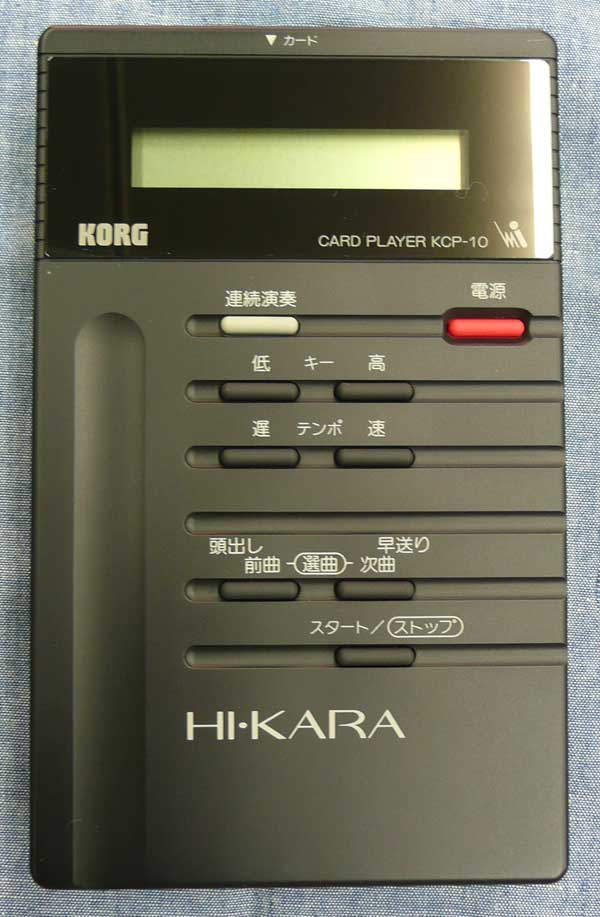 ▼ カード
KORG
CARD PLAYER KCP-10
連続演奏
電源
低 キー 高
遅 テンポ 速
頭出し 早送り
前曲 -選曲- 次曲
スタート/ストップ
HI•KARA